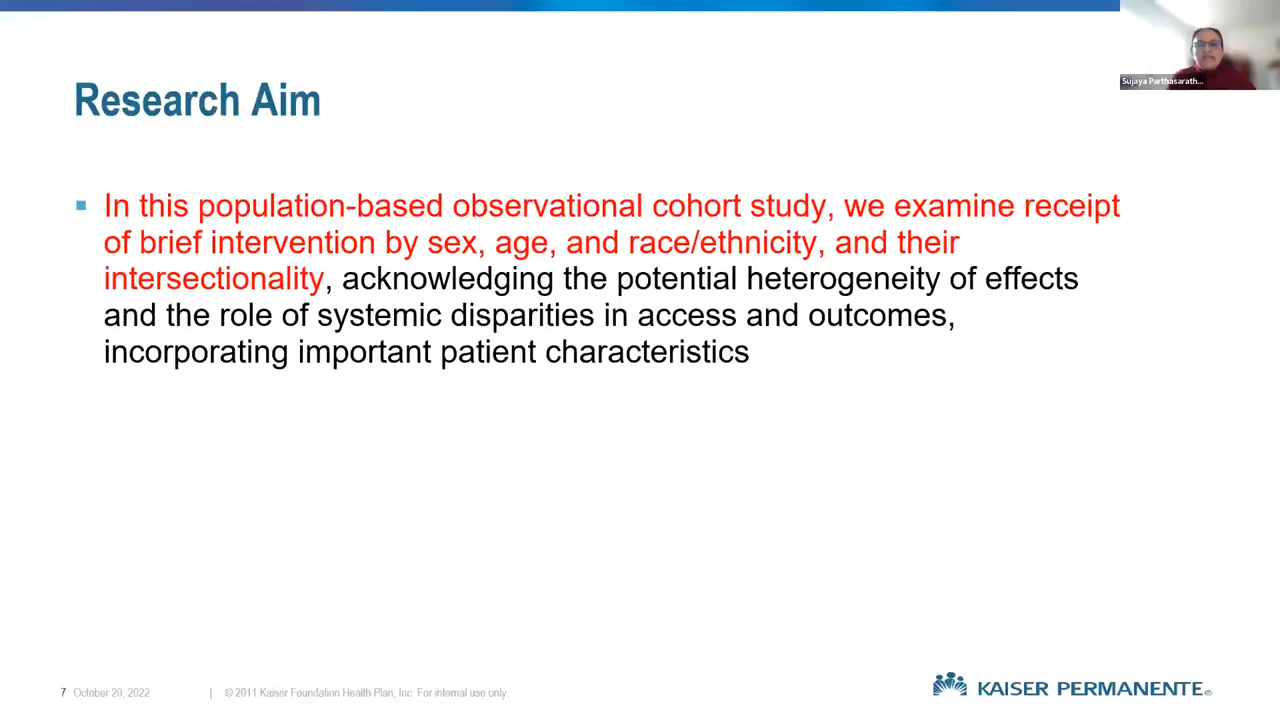 Sujaya Parthasarath...
Research Aim
In this population-based observational cohort study, we examine receipt
of brief intervention by sex, age, and race/ethnicity, and their
intersectionality, acknowledging the potential heterogeneity of effects
and the role of systemic disparities in access and outcomes,
incorporating important patient characteristics
7 October 20, 2022 | © 2011 Kaiser Foundation Health Plan, Inc. For internal use only.
KAISER PERMANENTE®